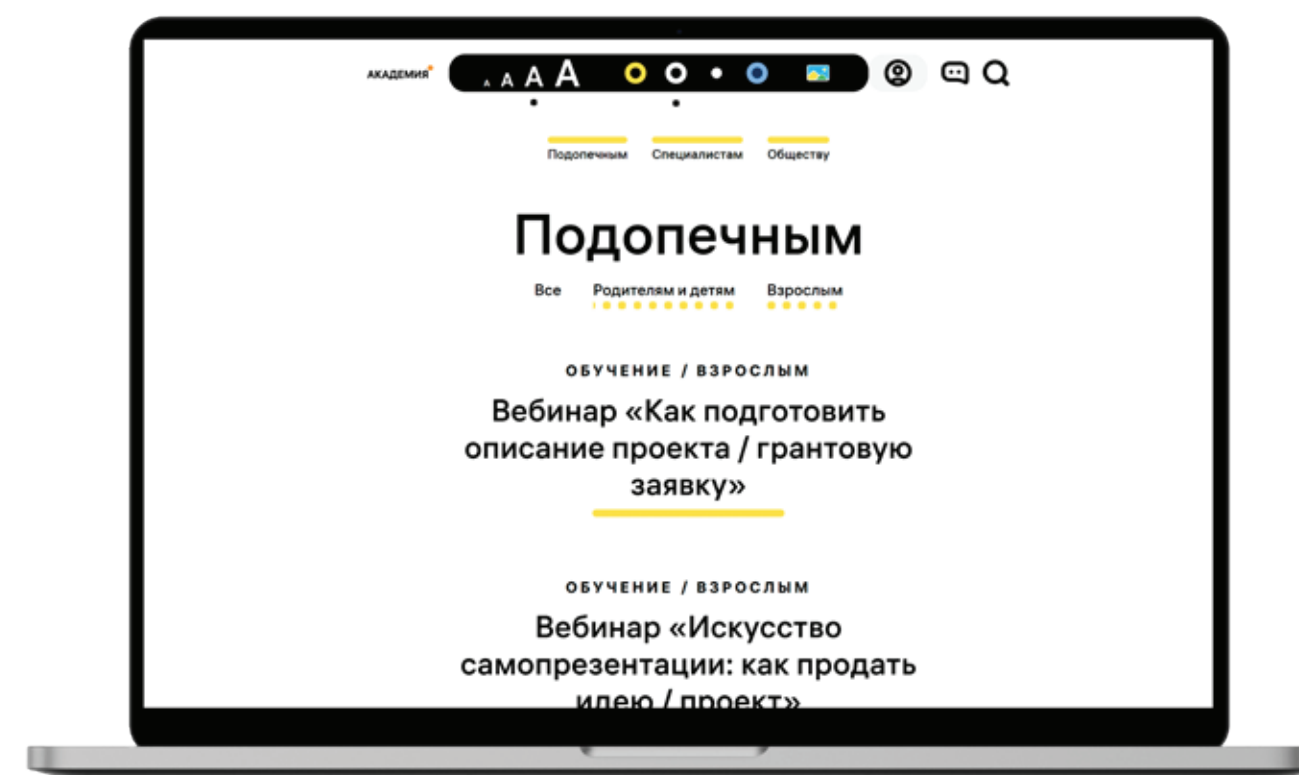 АКАДЕМИЯ
А А А А
Подопечным Специалистам Обществу
Подопечным
Все Родителям и детям Взрослым
ОБУЧЕНИЕ / ВЗРОСЛЫМ
Вебинар «Как подготовить
описание проекта / грантовую
заявку»
ОБУЧЕНИЕ / ВЗРОСЛЫМ
Вебинар «Искусство
самопрезентации: как продать
идею / проект»